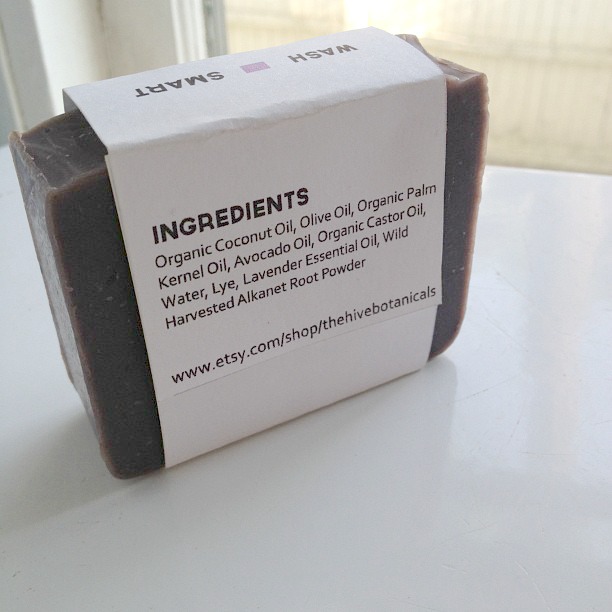 WASH SMART
INGREDIENTS
Organic Coconut Oil, Olive Oil, Organic Palm
Kernel Oil, Avocado Oil, Organic Castor Oil,
Water, Lye, Lavender Essential Oil, Wild
Harvested Alkanet Root Powder
www.etsy.com/shop/thehivebotanicals